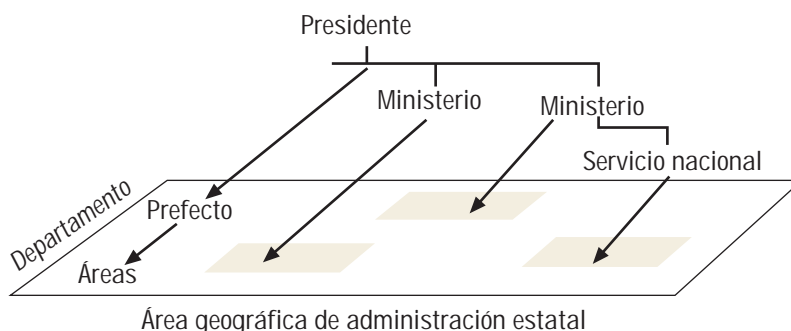 Presidente
Ministerio
Ministerio
Servicio nacional
Departamento
Prefecto
Áreas
Área geográfica de administración estatal